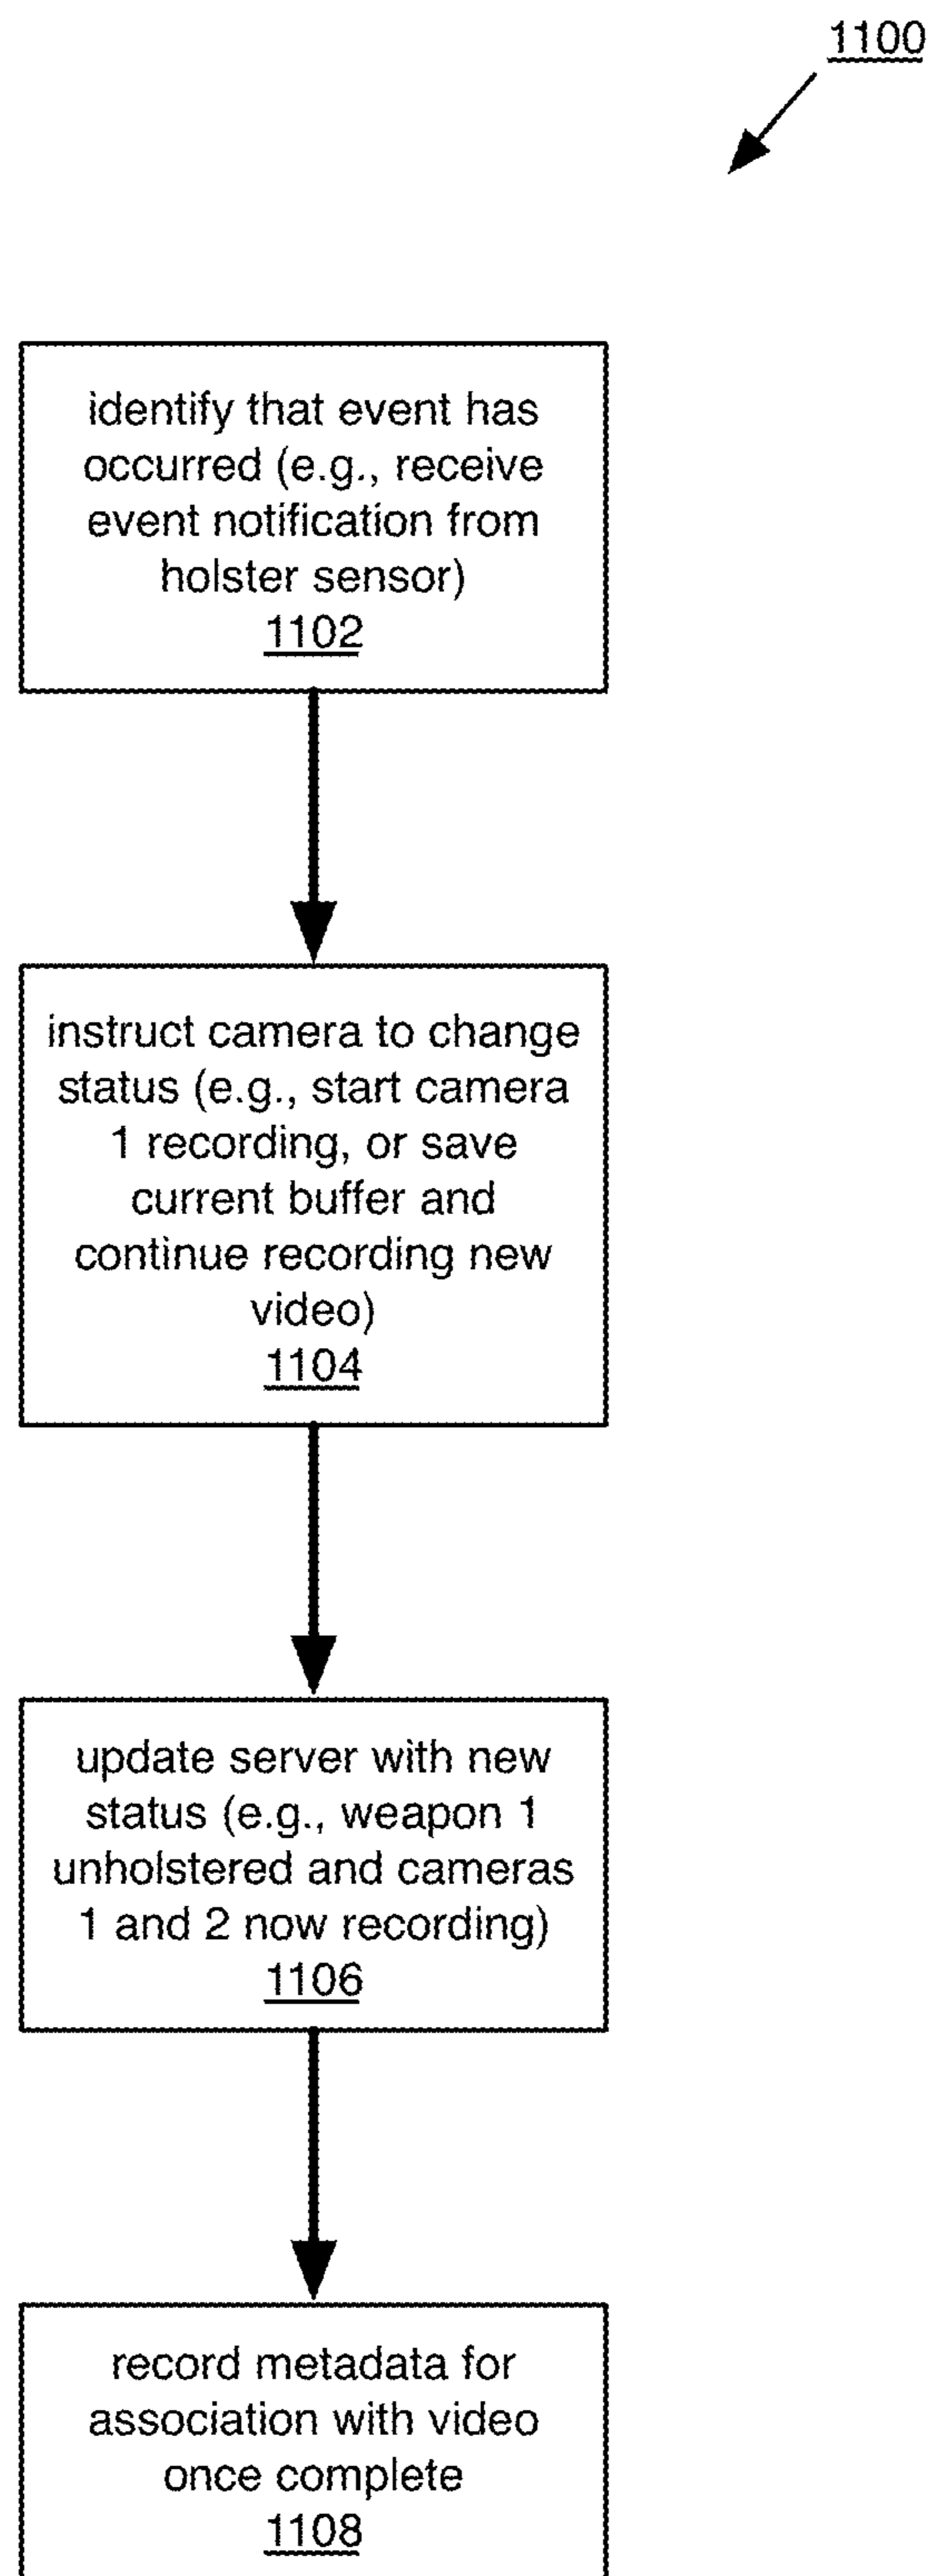 1100
identify that event has
occurred (e.g., receive
event notification from
holster sensor)
1102
instruct camera to change
status (e.g., start camera
1 recording, or save
current buffer and
continue recording new
video)
1104
update server with new
status (e.g., weapon 1
unholstered and cameras
1 and 2 now recording)
1106
record metadata for
association with video
once complete
1108